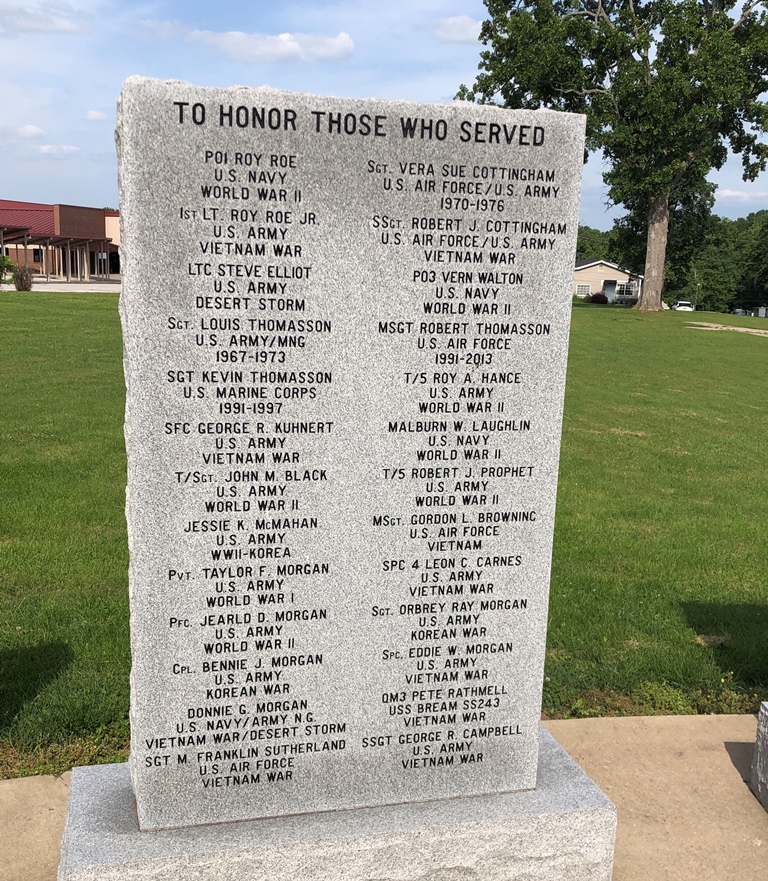 TO HONOR THOSE WHO SERVED
PO1 ROY ROE
U.S. NAVY
WORLD WAR II
1ST LT. ROY ROE JR.
U.S. ARMY
VIETNAM WAR
LTC STEVE ELLIOT
U.S. ARMY
DESERT STORM
SGT. LOUIS THOMASSON
U.S. ARMY/MNG
1967-1973
SGT KEVIN THOMASSON
U.S. MARINE CORPS
1991-1997
SFC GEORGE R. KUHNERT
U.S. ARMY
VIETNAM WAR
T/SGT. JOHN M. BLACK
U.S. ARMY
WORLD WAR II
JESSIE K. McMAHAN
U.S. ARMY
WWII-KOREA
PVT. TAYLOR F. MORGAN
U.S. ARMY
WORLD WAR I
PFC. JEARLD D. MORGAN
U.S. ARMY
WORLD WAR II
CPL. BENNIE J. MORGAN
U.S. ARMY
KOREAN WAR
DONNIE G. MORGAN
U.S. NAVY/ARMY N.G.
VIETNAM WAR/DESERT STORM
SGT M. FRANKLIN SUTHERLAND
U.S. AIR FORCE
VIETNAM WAR
SGT. VERA SUE COTTINGHAM
U.S. AIR FORCE/U.S. ARMY
1970-1976
SSGT. ROBERT J. COTTINGHAM
U.S. AIR FORCE/U.S. ARMY
VIETNAM WAR
PO3 VERN WALTON
U.S. NAVY
WORLD WAR II
MSGT ROBERT THOMASSON
U.S. AIR FORCE
1991-2013
T/5 ROY A. HANCE
U.S. ARMY
WORLD WAR II
MALBURN W. LAUGHLIN
U.S. NAVY
WORLD WAR II
T/5 ROBERT J. PROPHET
U.S. ARMY
WORLD WAR II
MSGT. GORDON L. BROWNING
U.S. AIR FORCE
VIETNAM
SPC 4 LEON C. CARNES
U.S. ARMY
VIETNAM WAR
SGT. ORBREY RAY MORGAN
U.S. ARMY
KOREAN WAR
SPC. EDDIE W. MORGAN
U.S. ARMY
VIETNAM WAR
QM3 PETE RATHMELL
USS BREAM SS243
VIETNAM WAR
SSGT GEORGE R. CAMPBELL
U.S. ARMY
VIETNAM WAR